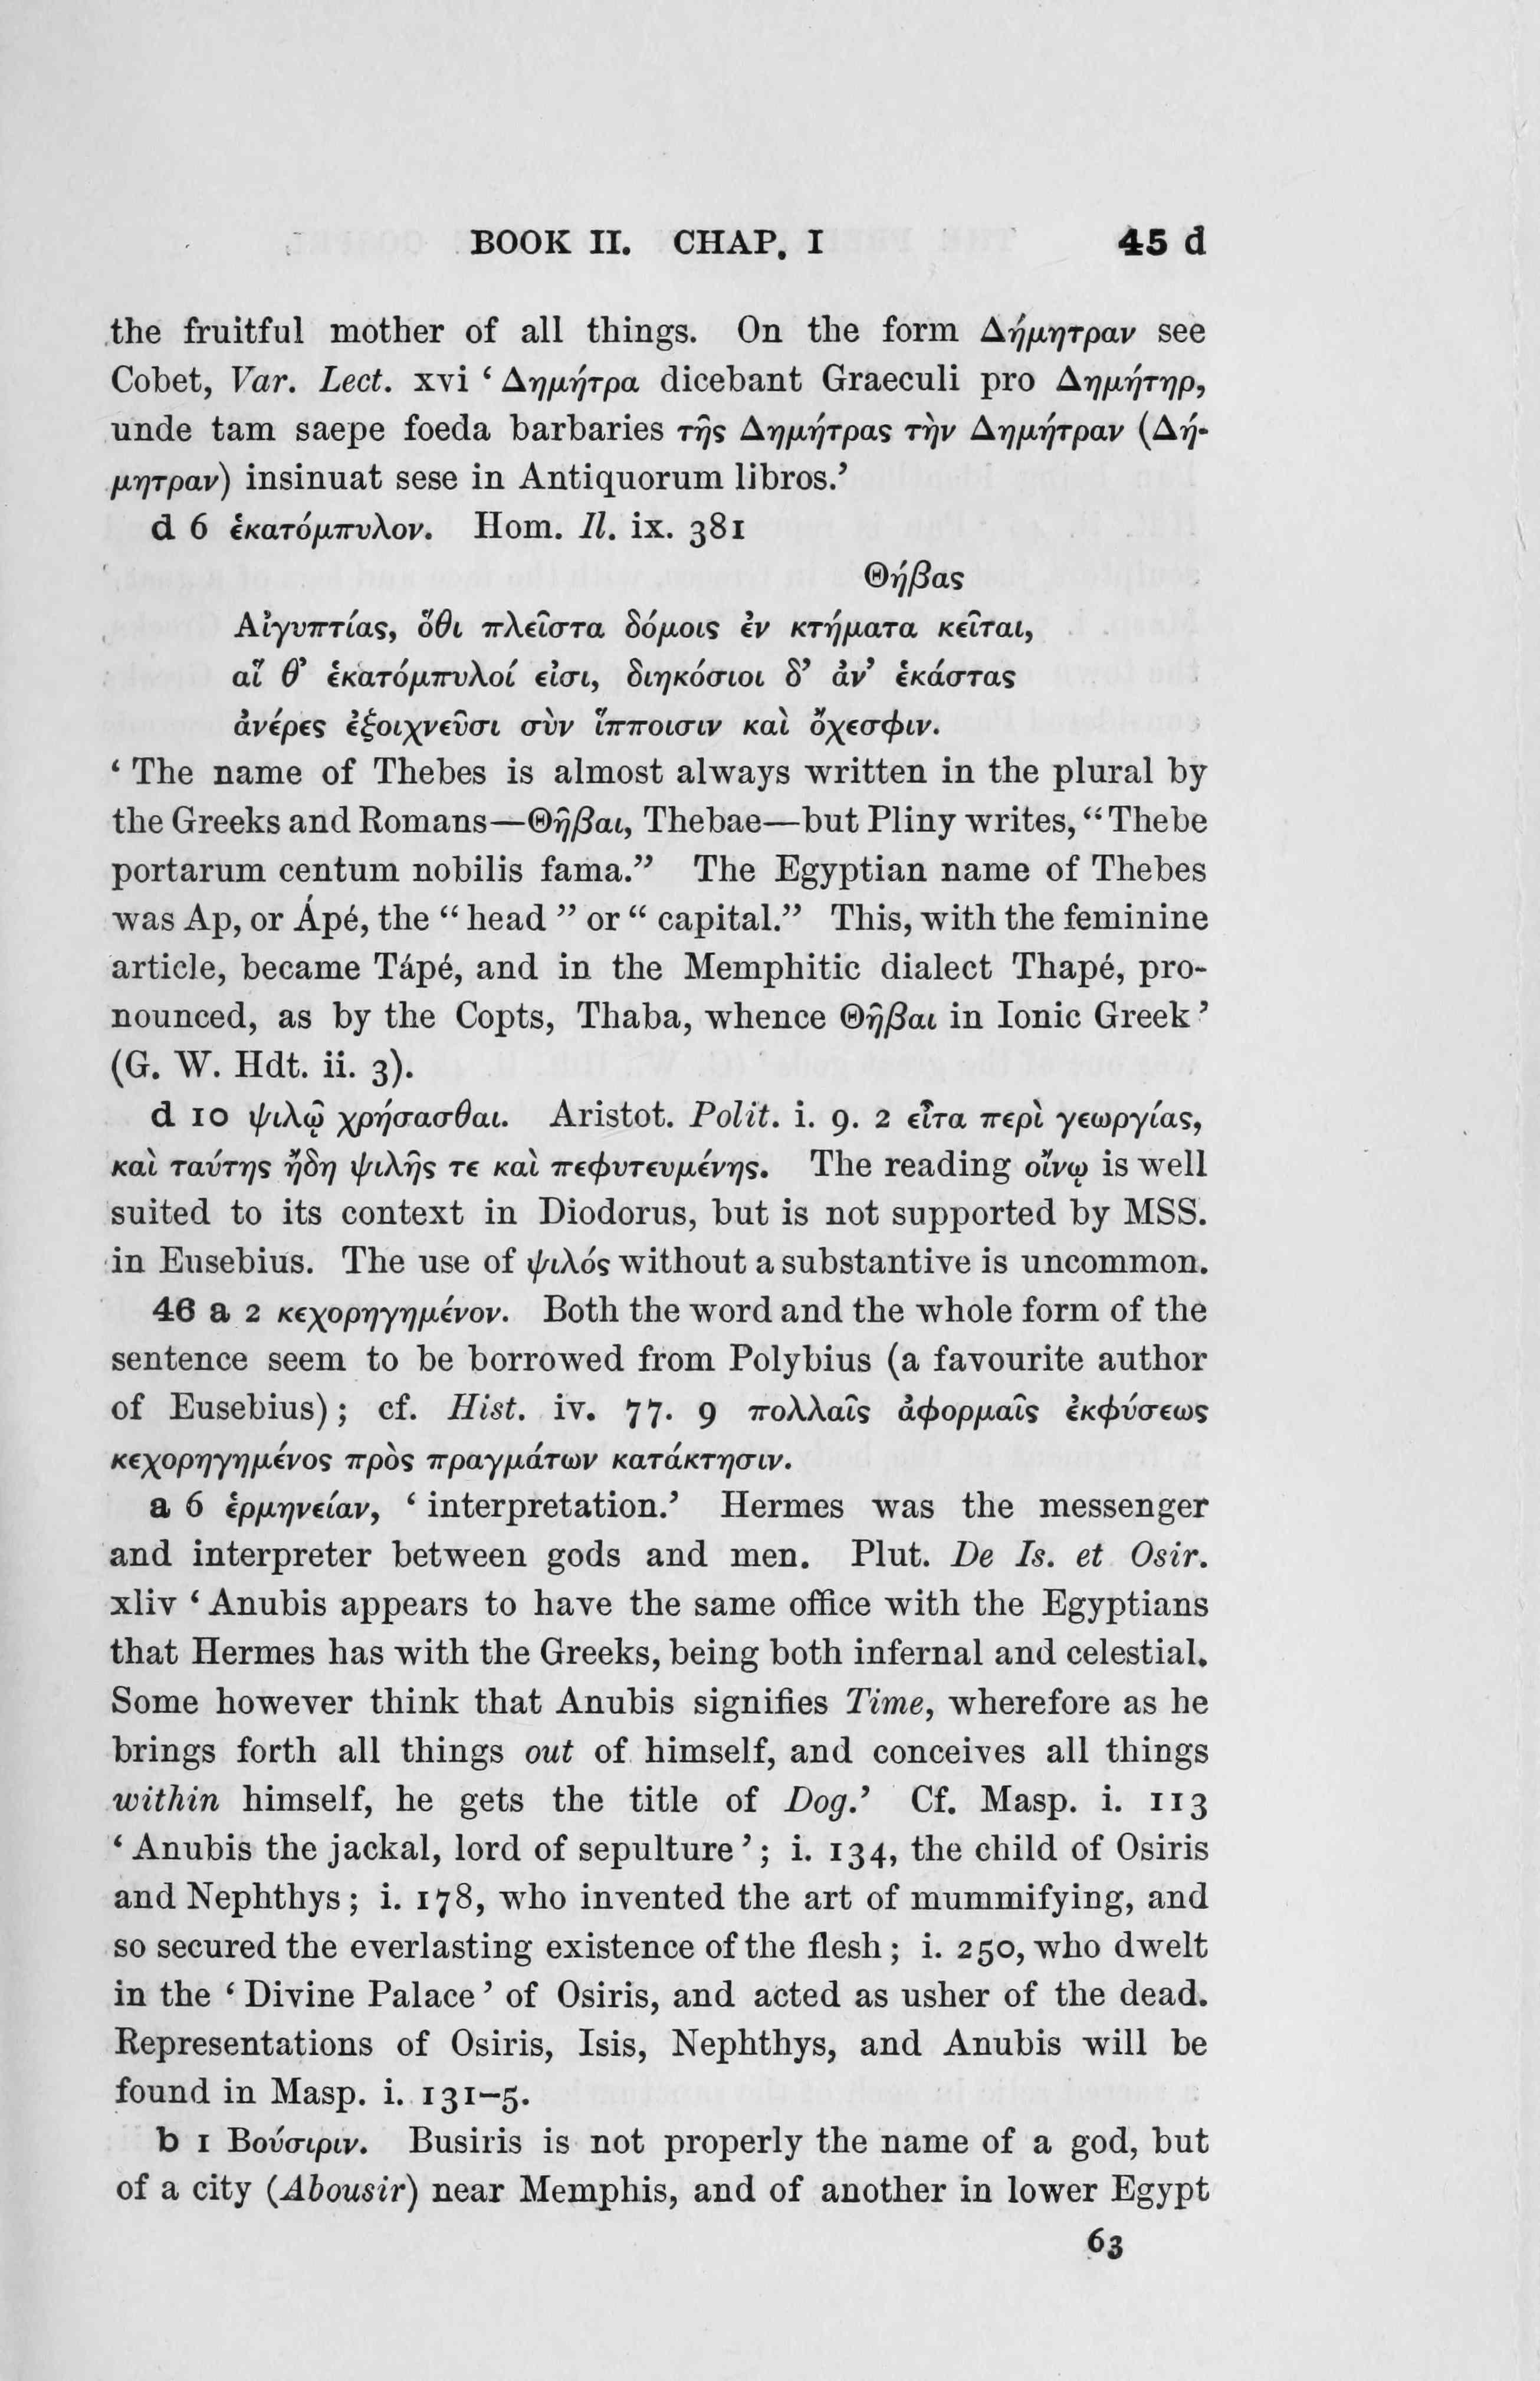 BOOK II. CHAP. I 45 d
the fruitful mother of all things. On the form Δήμητραν see
Cobet, Var. Lect. xvi ‘ Δημήτρα dicebant Graeculi pro Δημήτηρ,
unde tam saepe foeda barbaries τῆς Δημήτρας τὴν Δημήτραν (Δή-
μητραν) insinuat sese in Antiquorum libros.’
d 6 ἑκατόμπυλον. Hom. Il. ix. 381
Θήβας
Αἰγυπτίας, ὅθι πλεῖστα δόμοις ἐν κτήματα κεῖται,
αἵ θ’ ἑκατόμπυλοί εἰσι, διηκόσιοι δ’ ἀν’ ἑκάστας
ἀνέρες ἐξοιχνεῦσι σὺν ἵπποισιν καὶ ὄχεσφιν.
‘ The name of Thebes is almost always written in the plural by
the Greeks and Romans—Θῆβαι, Thebae—but Pliny writes, “Thebe
portarum centum nobilis fama.” The Egyptian name of Thebes
was Ap, or Ápé, the “ head ” or “ capital.” This, with the feminine
article, became Tápé, and in the Memphitic dialect Thapé, pro-
nounced, as by the Copts, Thaba, whence Θῆβαι in Ionic Greek ’
(G. W. Hdt. ii. 3).
d 10 ψιλῷ χρήσασθαι. Aristot. Polit. i. 9. 2 εἶτα περὶ γεωργίας,
καὶ ταύτης ἤδη ψιλῆς τε καὶ πεφυτευμένης. The reading οἴνῳ is well
suited to its context in Diodorus, but is not supported by MSS.
in Eusebius. The use of ψιλός without a substantive is uncommon.
46 a 2 κεχορηγημένον. Both the word and the whole form of the
sentence seem to be borrowed from Polybius (a favourite author
of Eusebius) ; cf. Hist. iv. 77. 9 πολλαῖς ἀφορμαῖς ἐκφύσεως
κεχορηγημένος πρὸς πραγμάτων κατάκτησιν.
a 6 ἑρμηνείαν, ‘ interpretation.’ Hermes was the messenger
and interpreter between gods and men. Plut. De Is. et Osir.
xliv ‘ Anubis appears to have the same office with the Egyptians
that Hermes has with the Greeks, being both infernal and celestial.
Some however think that Anubis signifies Time, wherefore as he
brings forth all things out of himself, and conceives all things
within himself, he gets the title of Dog.’ Cf. Masp. i. 113
‘ Anubis the jackal, lord of sepulture ’ ; i. 134, the child of Osiris
and Nephthys ; i. 178, who invented the art of mummifying, and
so secured the everlasting existence of the flesh ; i. 250, who dwelt
in the ‘ Divine Palace ’ of Osiris, and acted as usher of the dead.
Representations of Osiris, Isis, Nephthys, and Anubis will be
found in Masp. i. 131–5.
b 1 Βούσιριν. Busiris is not properly the name of a god, but
of a city (Abousir) near Memphis, and of another in lower Egypt
63